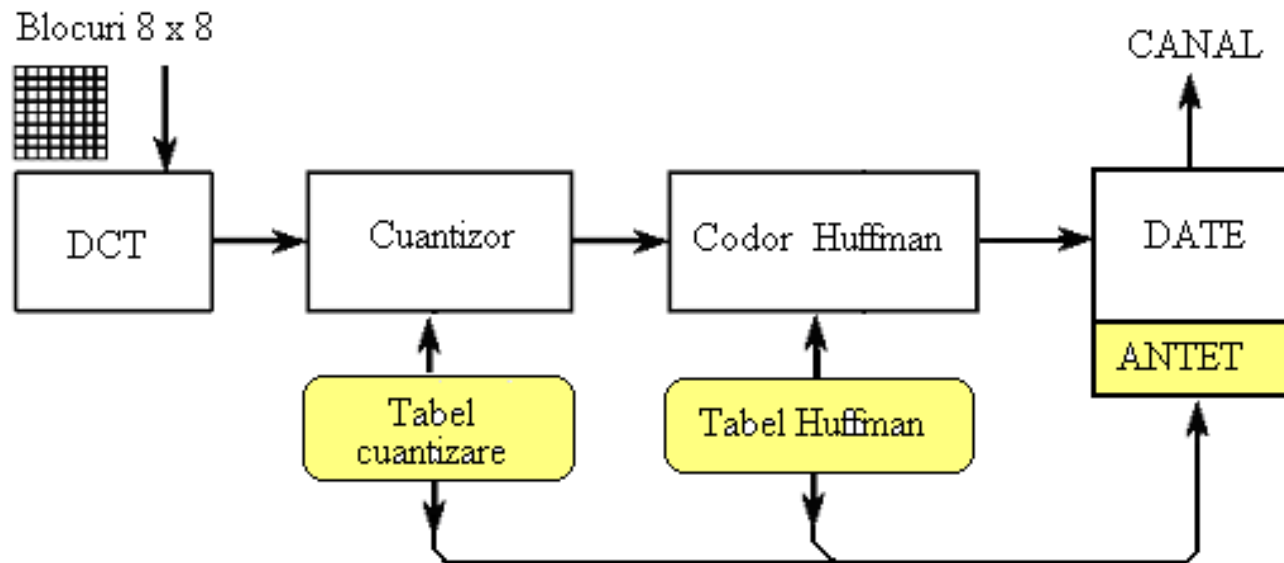 Blocuri 8 x 8
CANAL
DCT
Cuantizor
Codor Huffman
DATE
ANTET
Tabel
cuantizare
Tabel Huffman